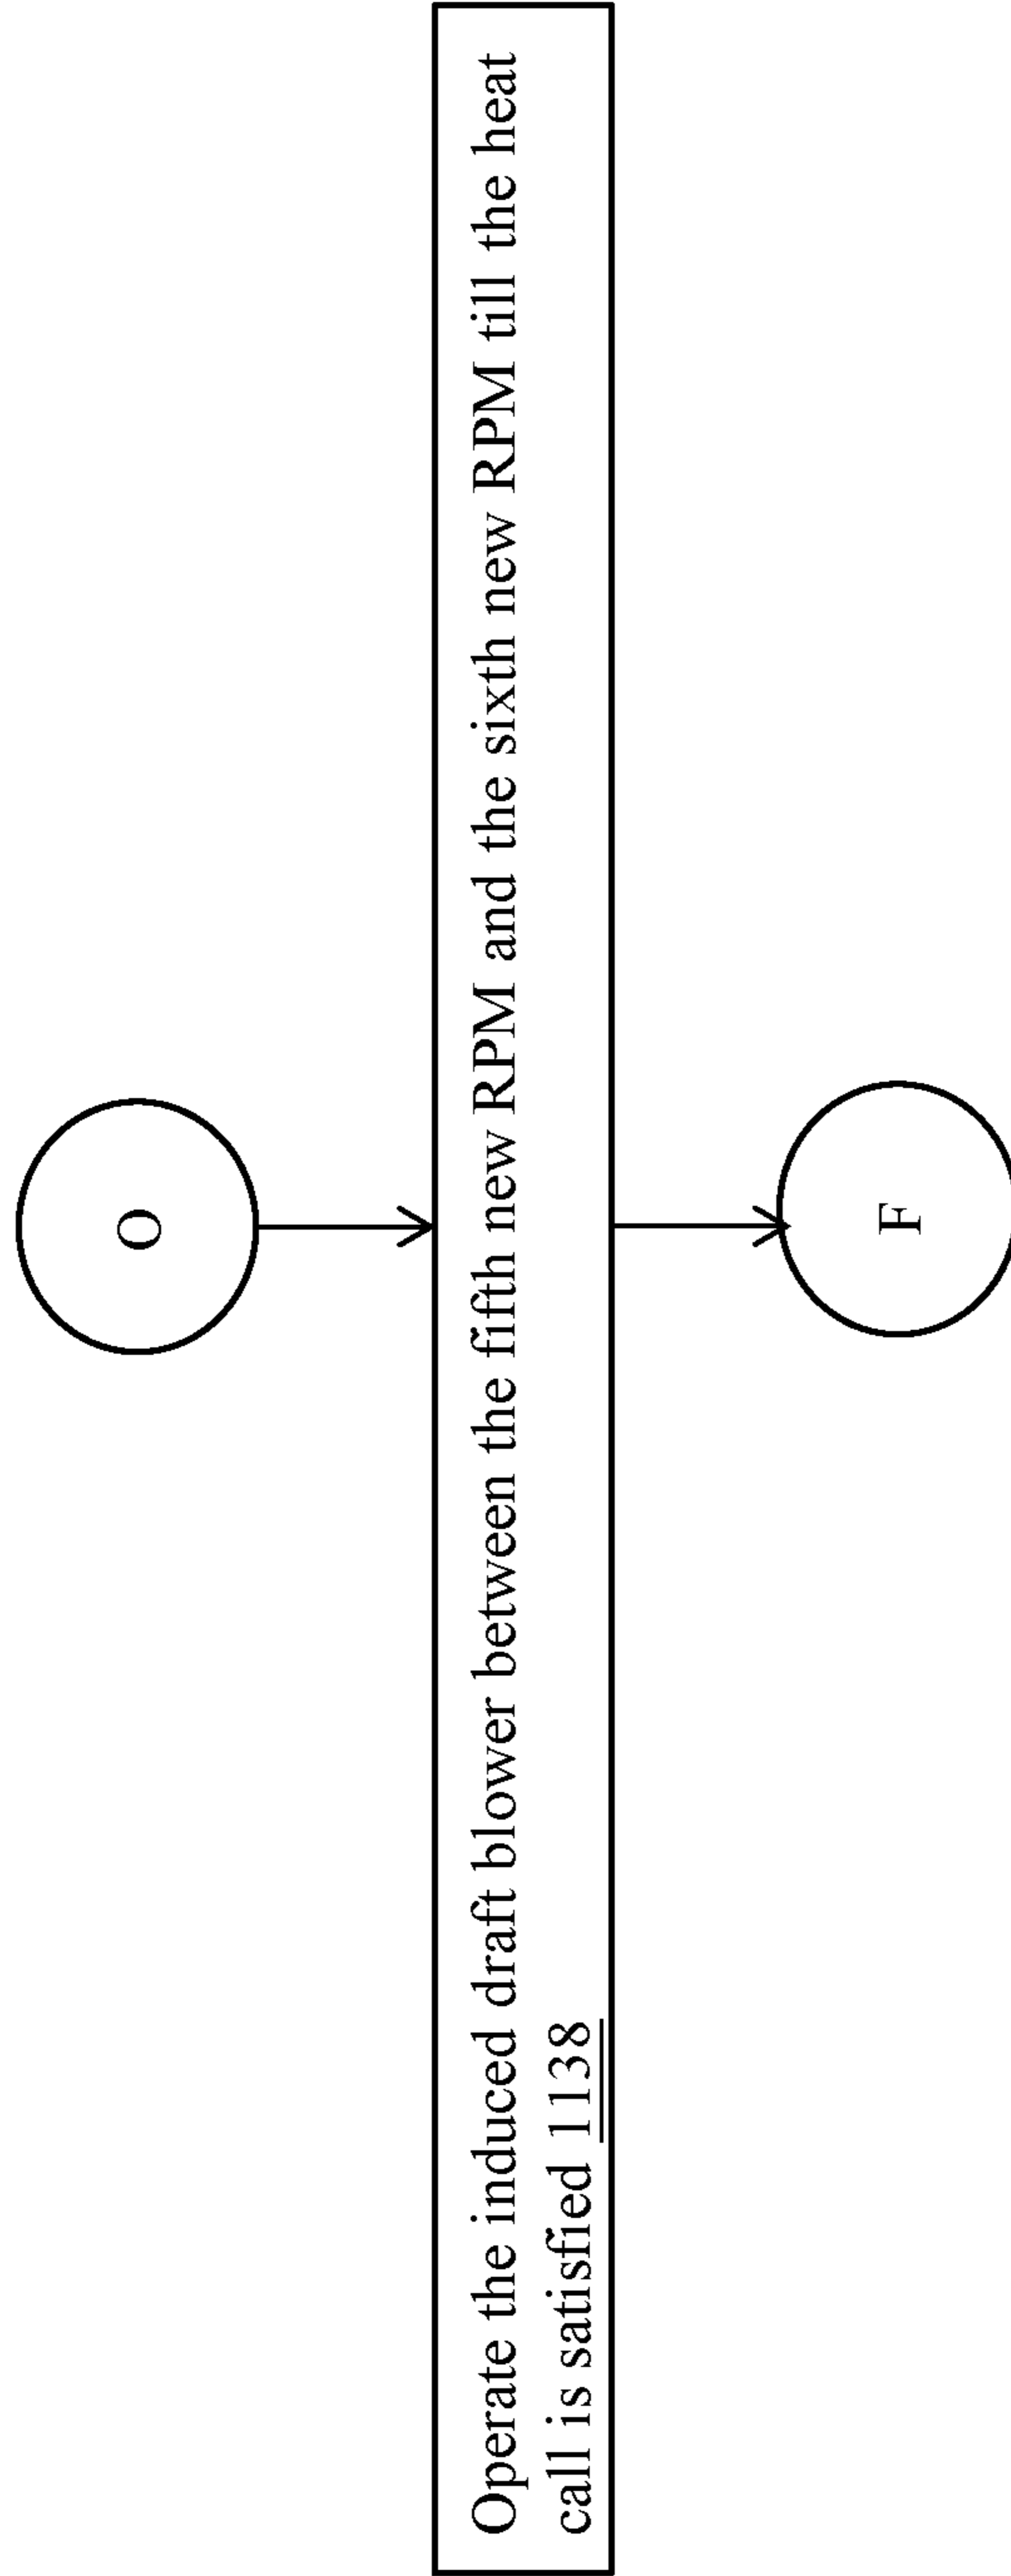 O
Operate the induced draft blower between the fifth new RPM and the sixth new RPM till the heat
call is satisfied 1138
F